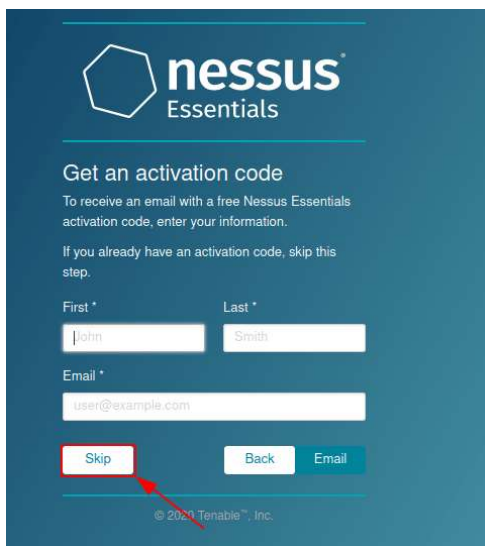 nessus
Essentials
Get an activation code
To receive an email with a free Nessus Essentials
activation code, enter your information.
If you already have an activation code, skip this
step.
First * Last *
John Smith
Email *
user@example.com
Skip Back Email
© 2020 Tenable™, Inc.